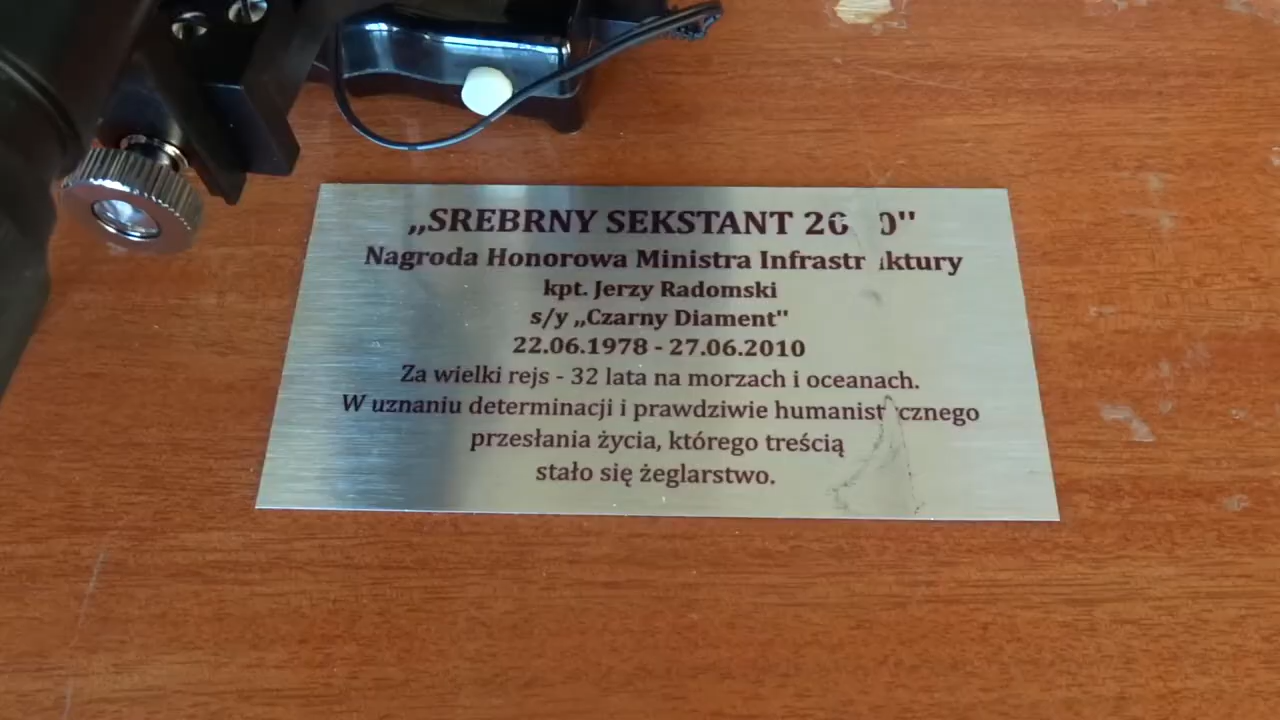 „SREBRNY SEKSTANT
Nagroda Honorowa Ministra
kpt. Jerzy Radomski
s/y „Czarny Diament"
22.06.1978 - 27.06.2010
Za wielki rejs - 32 lata na morzach i oceanach.
W uznaniu determinacji i prawdziwie humanistycznego
przesłania życia, którego treścią
stało się żeglarstwo.